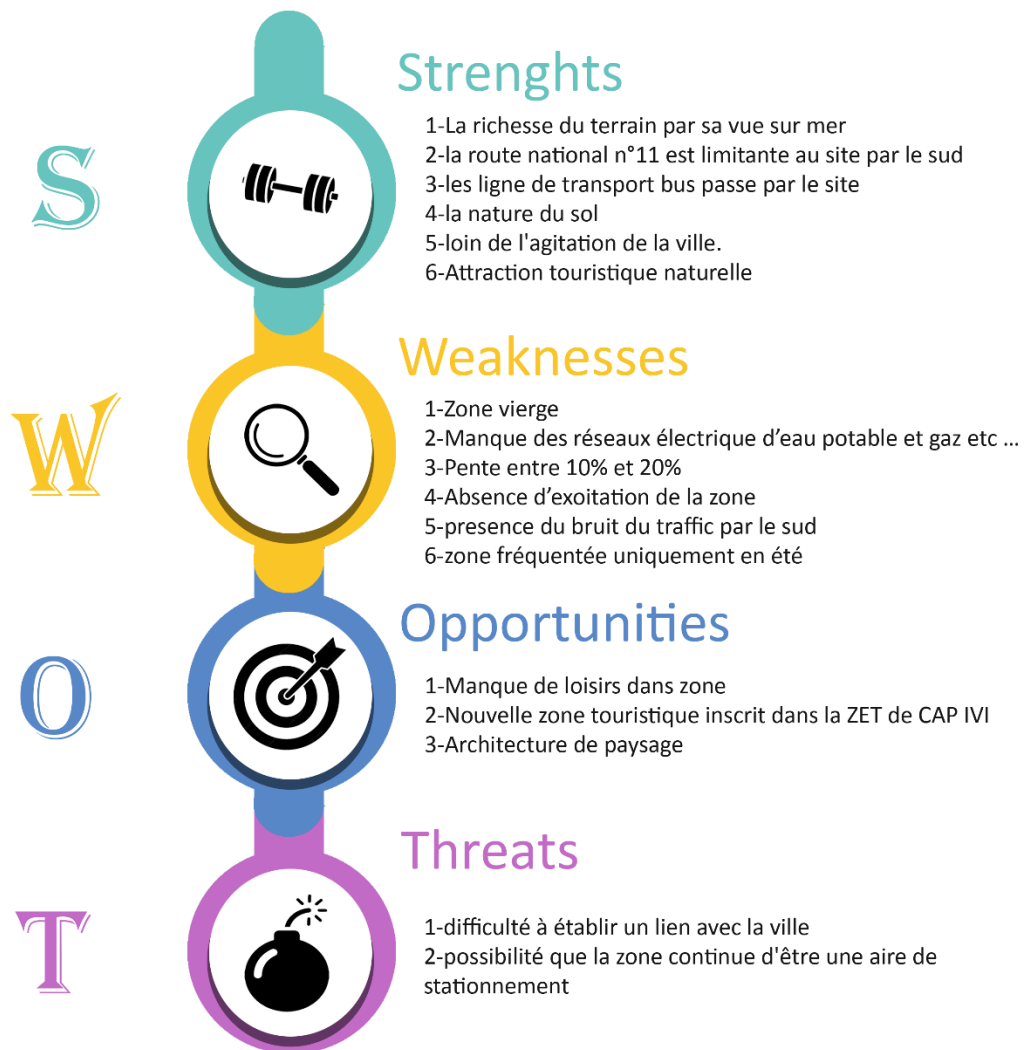 S
Strenghts
1-La richesse du terrain par sa vue sur mer
2-la route national n°11 est limitante au site par le sud
3-les ligne de transport bus passe par le site
4-la nature du sol
5-loin de l'agitation de la ville.
6-Attraction touristique naturelle
W
Weaknesses
1-Zone vierge
2-Manque des réseaux électrique d’eau potable et gaz etc ...
3-Pente entre 10% et 20%
4-Absence d’exoitation de la zone
5-presence du bruit du traffic par le sud
6-zone fréquentée uniquement en été
O
Opportunities
1-Manque de loisirs dans zone
2-Nouvelle zone touristique inscrit dans la ZET de CAP IVI
3-Architecture de paysage
T
Threats
1-difficulté à établir un lien avec la ville
2-possibilité que la zone continue d'être une aire de
stationnement